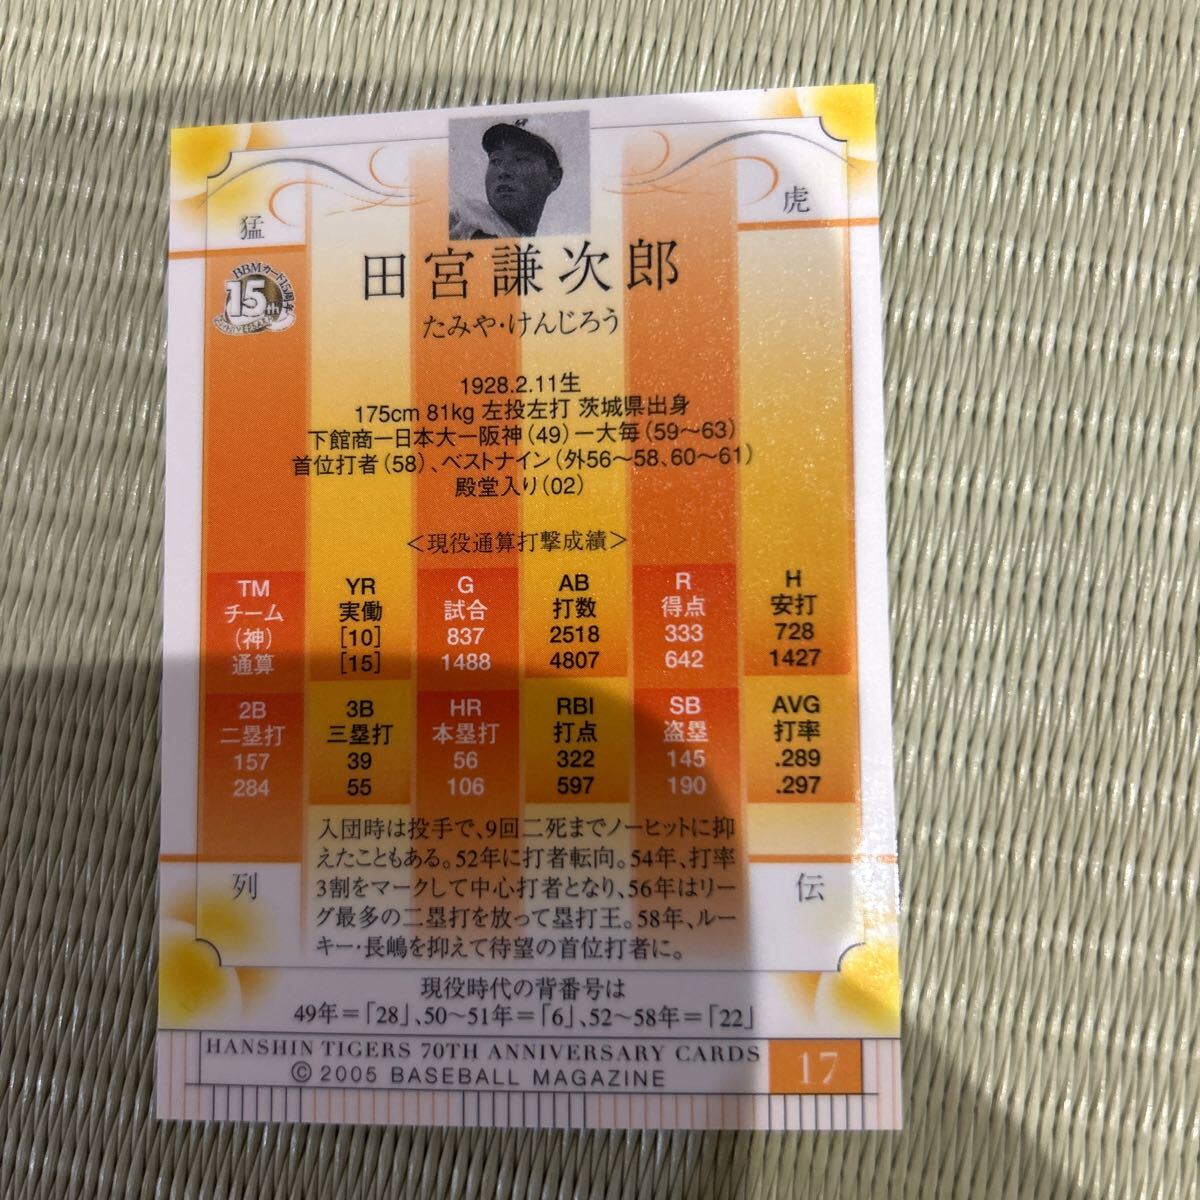 猛
虎
BBMカード15周年
15th
ANNIVERSARY
田宮謙次郎
たみや・けんじろう
1928.2.11生
175cm 81kg 左投左打 茨城県出身
下館商ー日本大ー阪神(49)ー大毎(59〜63)
首位打者(58)、ベストナイン(外56〜58、60〜61)
殿堂入り(02)
<現役通算打撃成績>
TM YR G AB R H
チーム 実働 試合 打数 得点 安打
(神) [10] 837 2518 333 728
通算 [15] 1488 4807 642 1427
2B 3B HR RBI SB AVG
二塁打 三塁打 本塁打 打点 盗塁 打率
157 39 56 322 145 .289
284 55 106 597 190 .297
入団時は投手で、9回二死までノーヒットに抑
えたこともある。52年に打者転向。54年、打率
3割をマークして中心打者となり、56年はリー
グ最多の二塁打を放って塁打王。58年、ルー
キー・長嶋を抑えて待望の首位打者に。
列
伝
現役時代の背番号は
49年=「28」、50〜51年=「6」、52〜58年=「22」
HANSHIN TIGERS 70TH ANNIVERSARY CARDS
© 2005 BASEBALL MAGAZINE
17